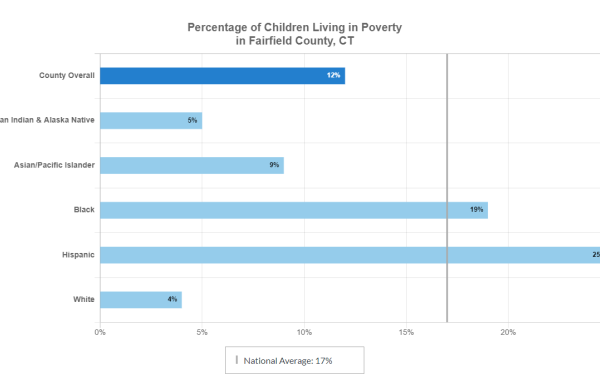 Percentage of Children Living in Poverty
in Fairfield County, CT
County Overall
12%
an Indian & Alaska Native
5%
Asian/Pacific Islander
9%
Black
19%
Hispanic
25
White
4%
0%
5%
10%
15%
20%
National Average: 17%